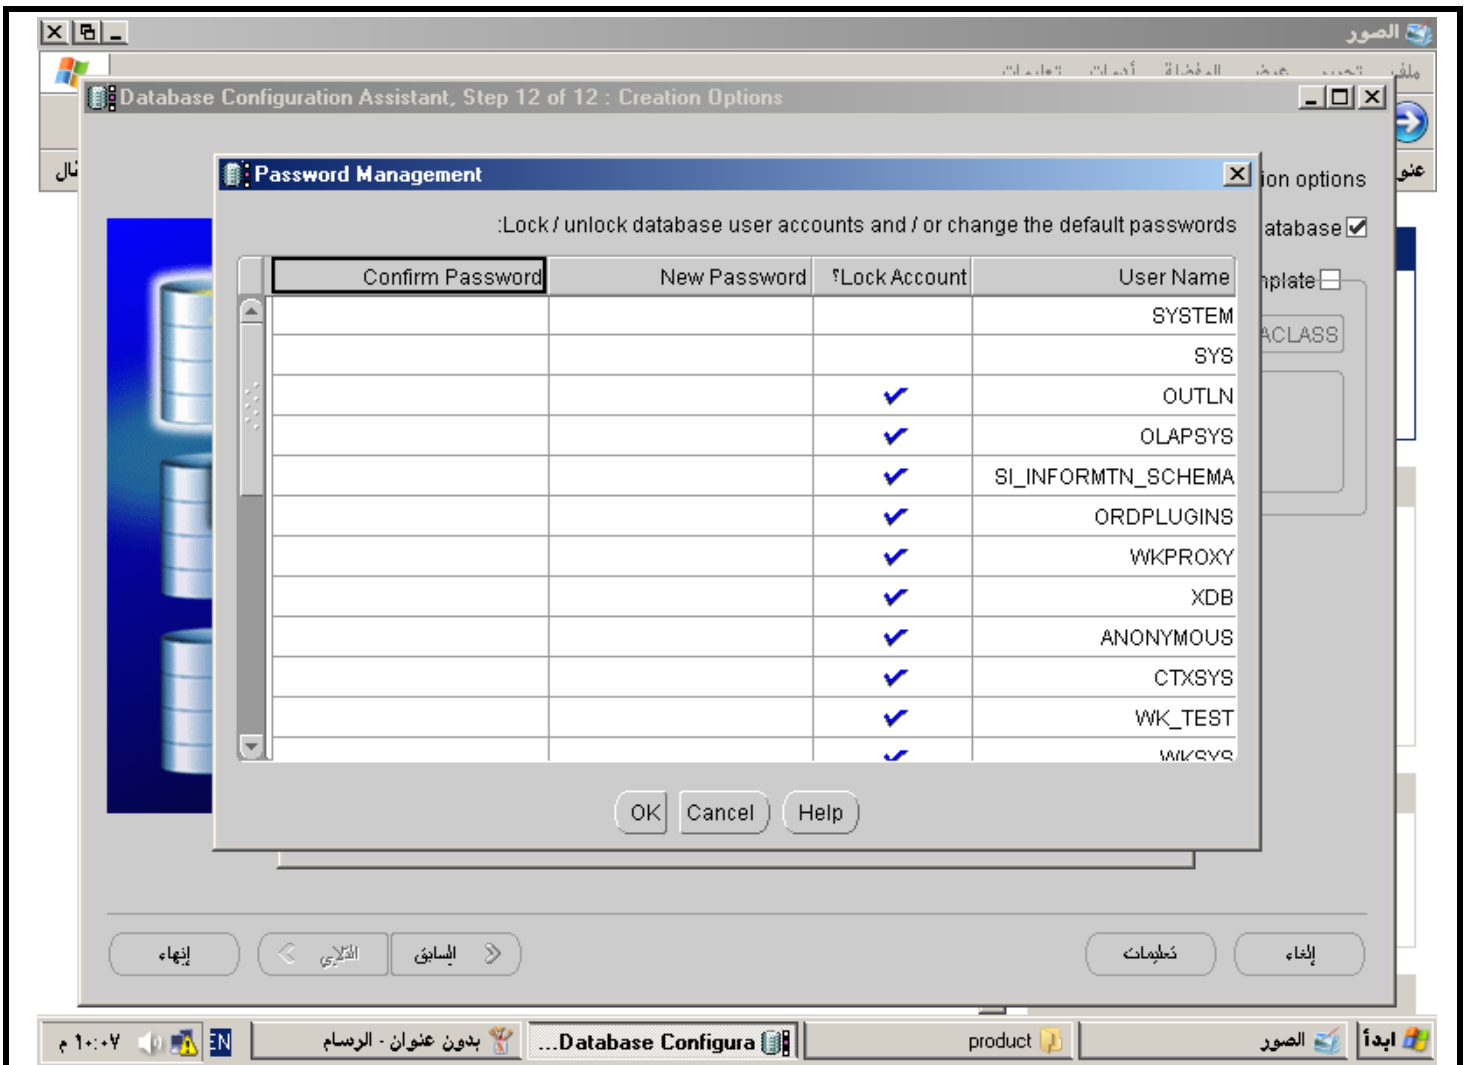 الصور
ملف تحرير عرض المفضلة أدوات تعليمات
Database Configuration Assistant, Step 12 of 12 : Creation Options
عنو
ion options
Password Management
:Lock / unlock database user accounts and / or change the default passwords
atabase
User Name ؟Lock Account New Password Confirm Password
mplate
SYSTEM
ACLASS
SYS
OUTLN
OLAPSYS
SI_INFORMTN_SCHEMA
ORDPLUGINS
WKPROXY
XDB
ANONYMOUS
CTXSYS
WK_TEST
WKSYS
OK Cancel Help
إلغاء تعليمات السابق التالي إنهاء
ابدأ الصور product ...Database Configura بدون عنوان - الرسام EN ١٠:٠٧ م